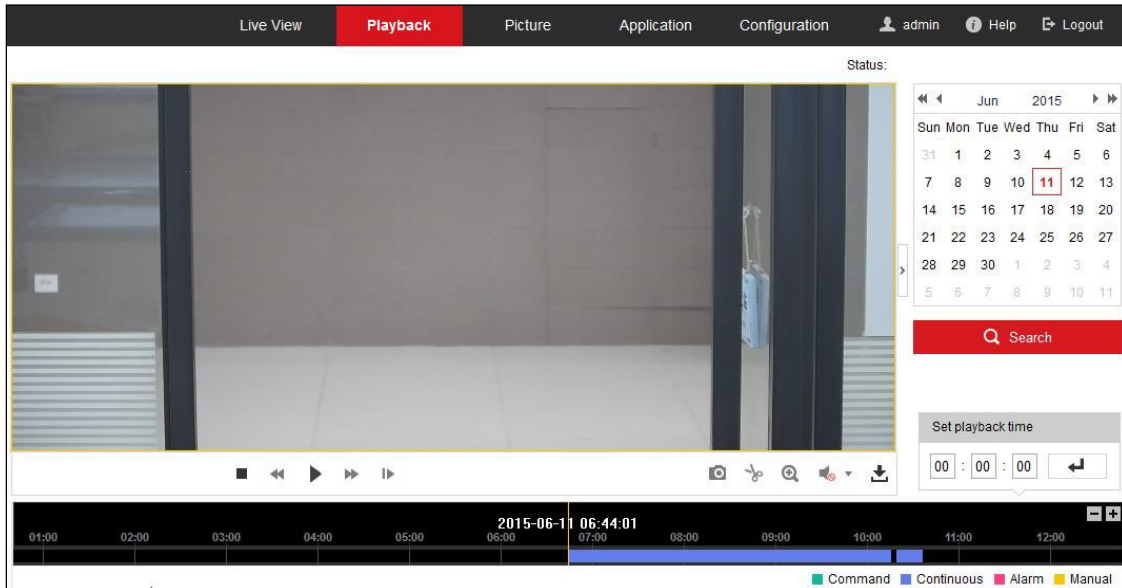 Live View Playback Picture Application Configuration admin Help Logout
Status:
Jun 2015
Sun Mon Tue Wed Thu Fri Sat
31 1 2 3 4 5 6
7 8 9 10 11 12 13
14 15 16 17 18 19 20
21 22 23 24 25 26 27
28 29 30 1 2 3 4
5 6 7 8 9 10 11
Search
Set playback time
00 : 00 : 00
2015-06-11 06:44:01
01:00 02:00 03:00 04:00 05:00 06:00 07:00 08:00 09:00 10:00 11:00 12:00
Command Continuous Alarm Manual